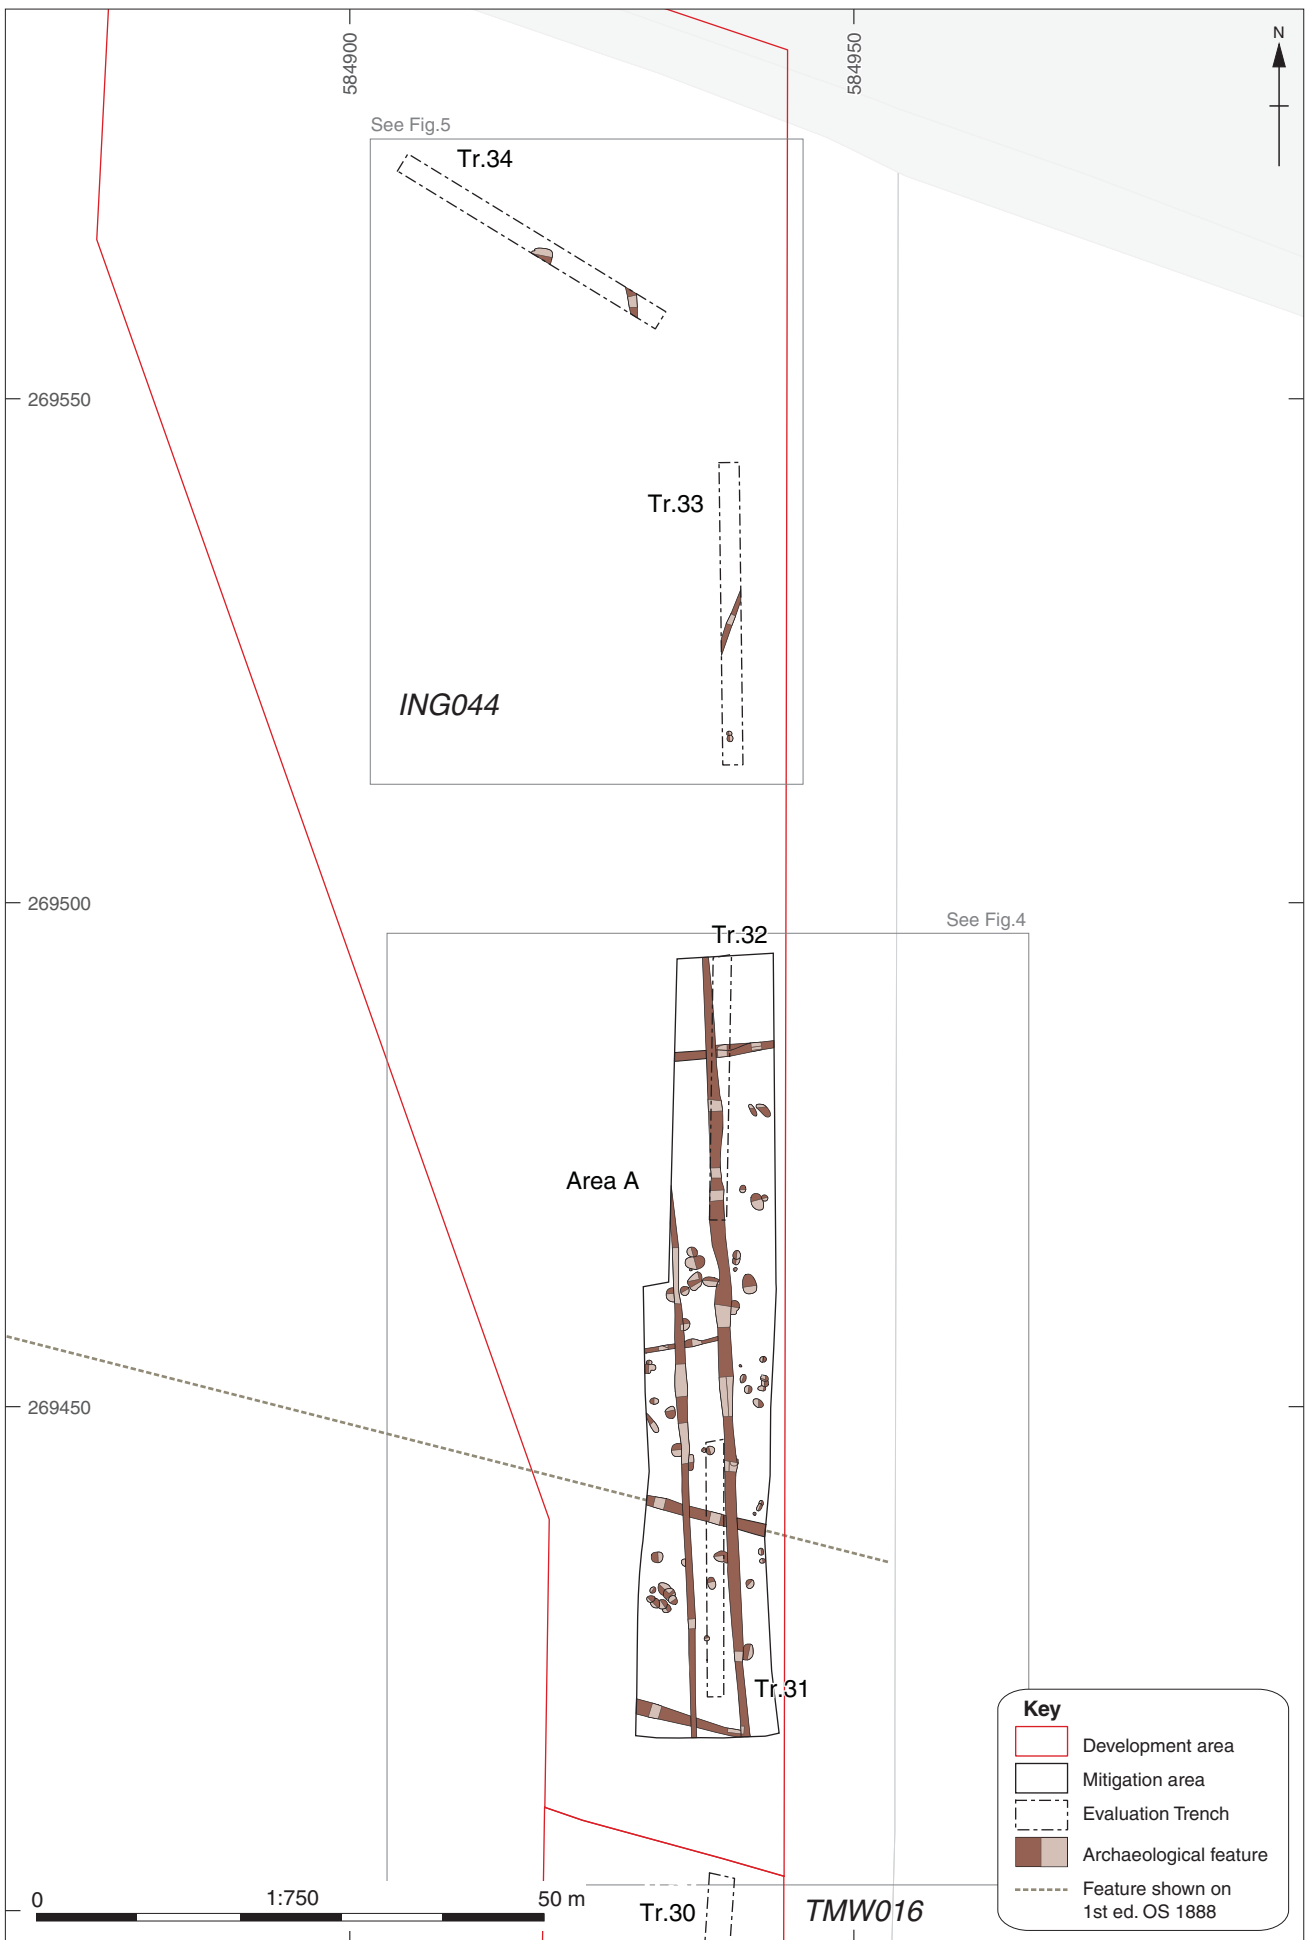 584900
584950
N
See Fig.5
Tr.34
269550
Tr.33
ING044
269500
See Fig.4
Tr.32
Area A
269450
Tr.31
Key
Development area
Mitigation area
Evaluation Trench
Archaeological feature
Feature shown on
1st ed. OS 1888
0 1:750 50 m
Tr.30
TMW016